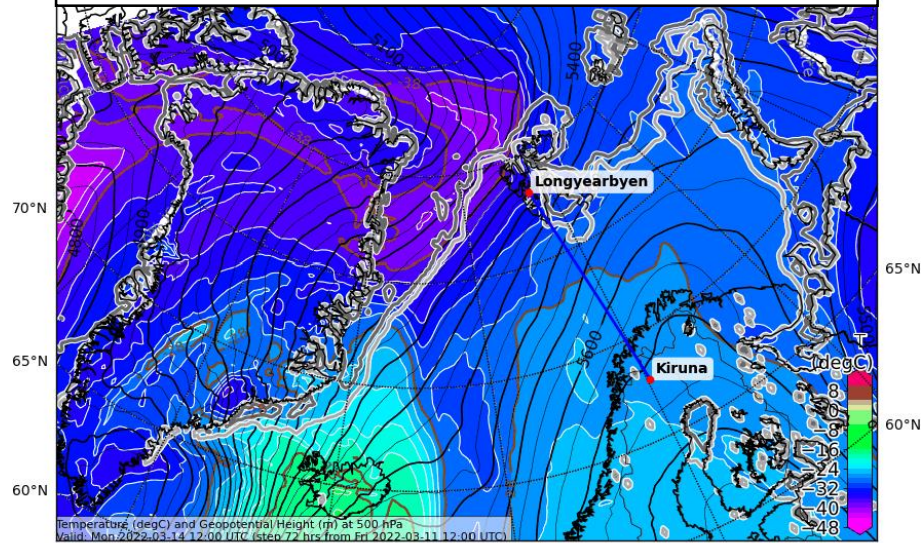 5400
Longyearbyen
70°N
4800
65°N
5600
T
(degC)
Kiruna
65°N
8
0
-8
-16
-24
-32
-40
-48
60°N
60°N
Temperature (degC) and Geopotential Height (m) at 500 hPa
Valid: Mon 2022-03-14 12:00 UTC (step 72 hrs from Fri 2022-03-11 12:00 UTC)